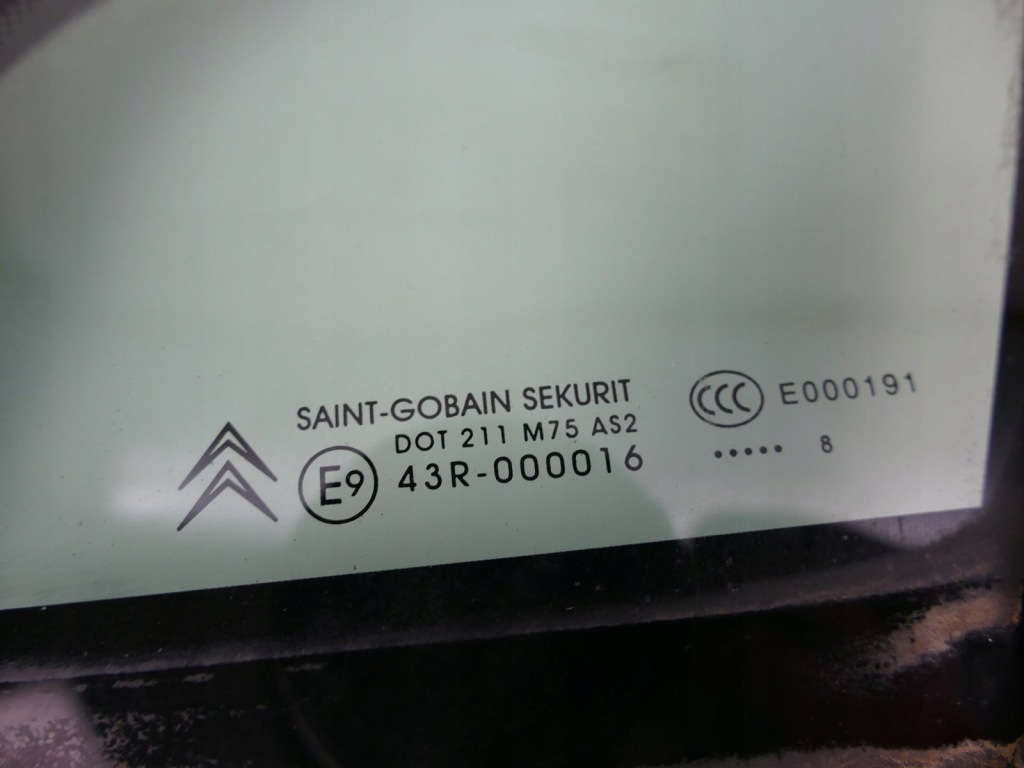 SAINT-GOBAIN SEKURIT
DOT 211 M75 AS2
E9 43R-000016
CCC E000191
..... 8